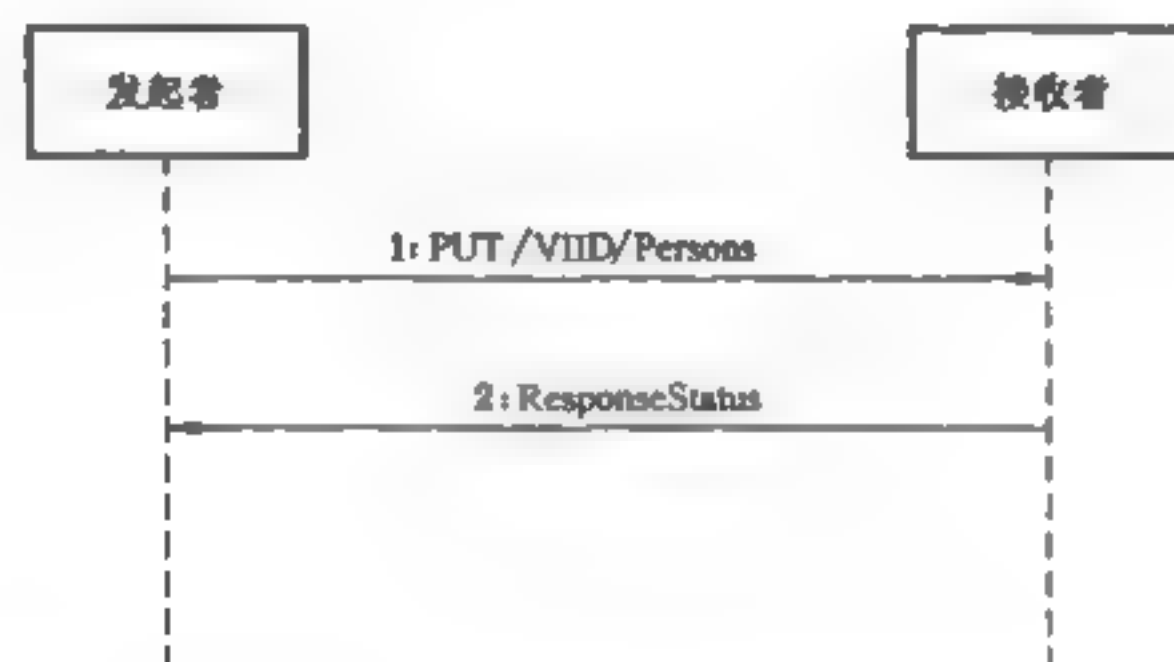 发起者
接收者
1: PUT /VIID/Persons
2: ResponseStatus